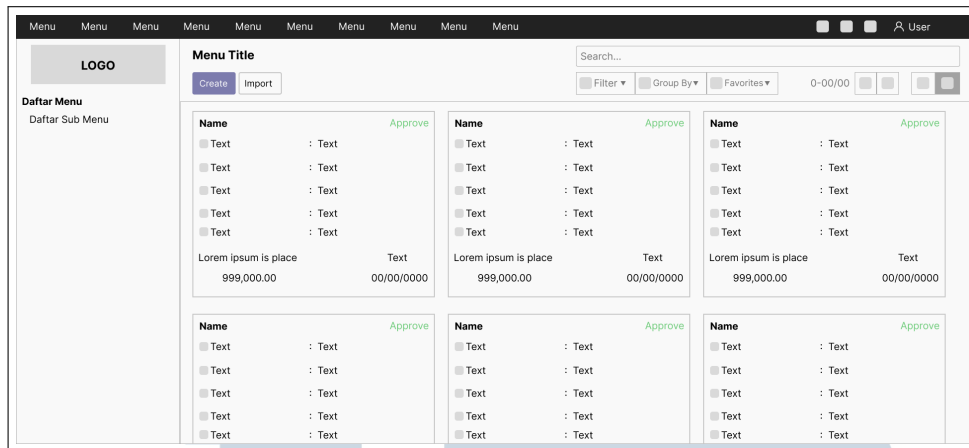 Menu Menu Menu Menu Menu Menu Menu Menu Menu Menu User
LOGO
Daftar Menu
Daftar Sub Menu
Menu Title
Search...
Create Import
Filter ▾ Group By▾ Favorites▾ 0-00/00
Name Approve Name Approve Name Approve
Text : Text Text : Text Text : Text
Text : Text Text : Text Text : Text
Text : Text Text : Text Text : Text
Text : Text Text : Text Text : Text
Text : Text Text : Text Text : Text
Lorem ipsum is place Text Lorem ipsum is place Text Lorem ipsum is place Text
999,000.00 00/00/0000 999,000.00 00/00/0000 999,000.00 00/00/0000
Name Approve Name Approve Name Approve
Text : Text Text : Text Text : Text
Text : Text Text : Text Text : Text
Text : Text Text : Text Text : Text
Text : Text Text : Text Text : Text
Text : Text Text : Text Text : Text